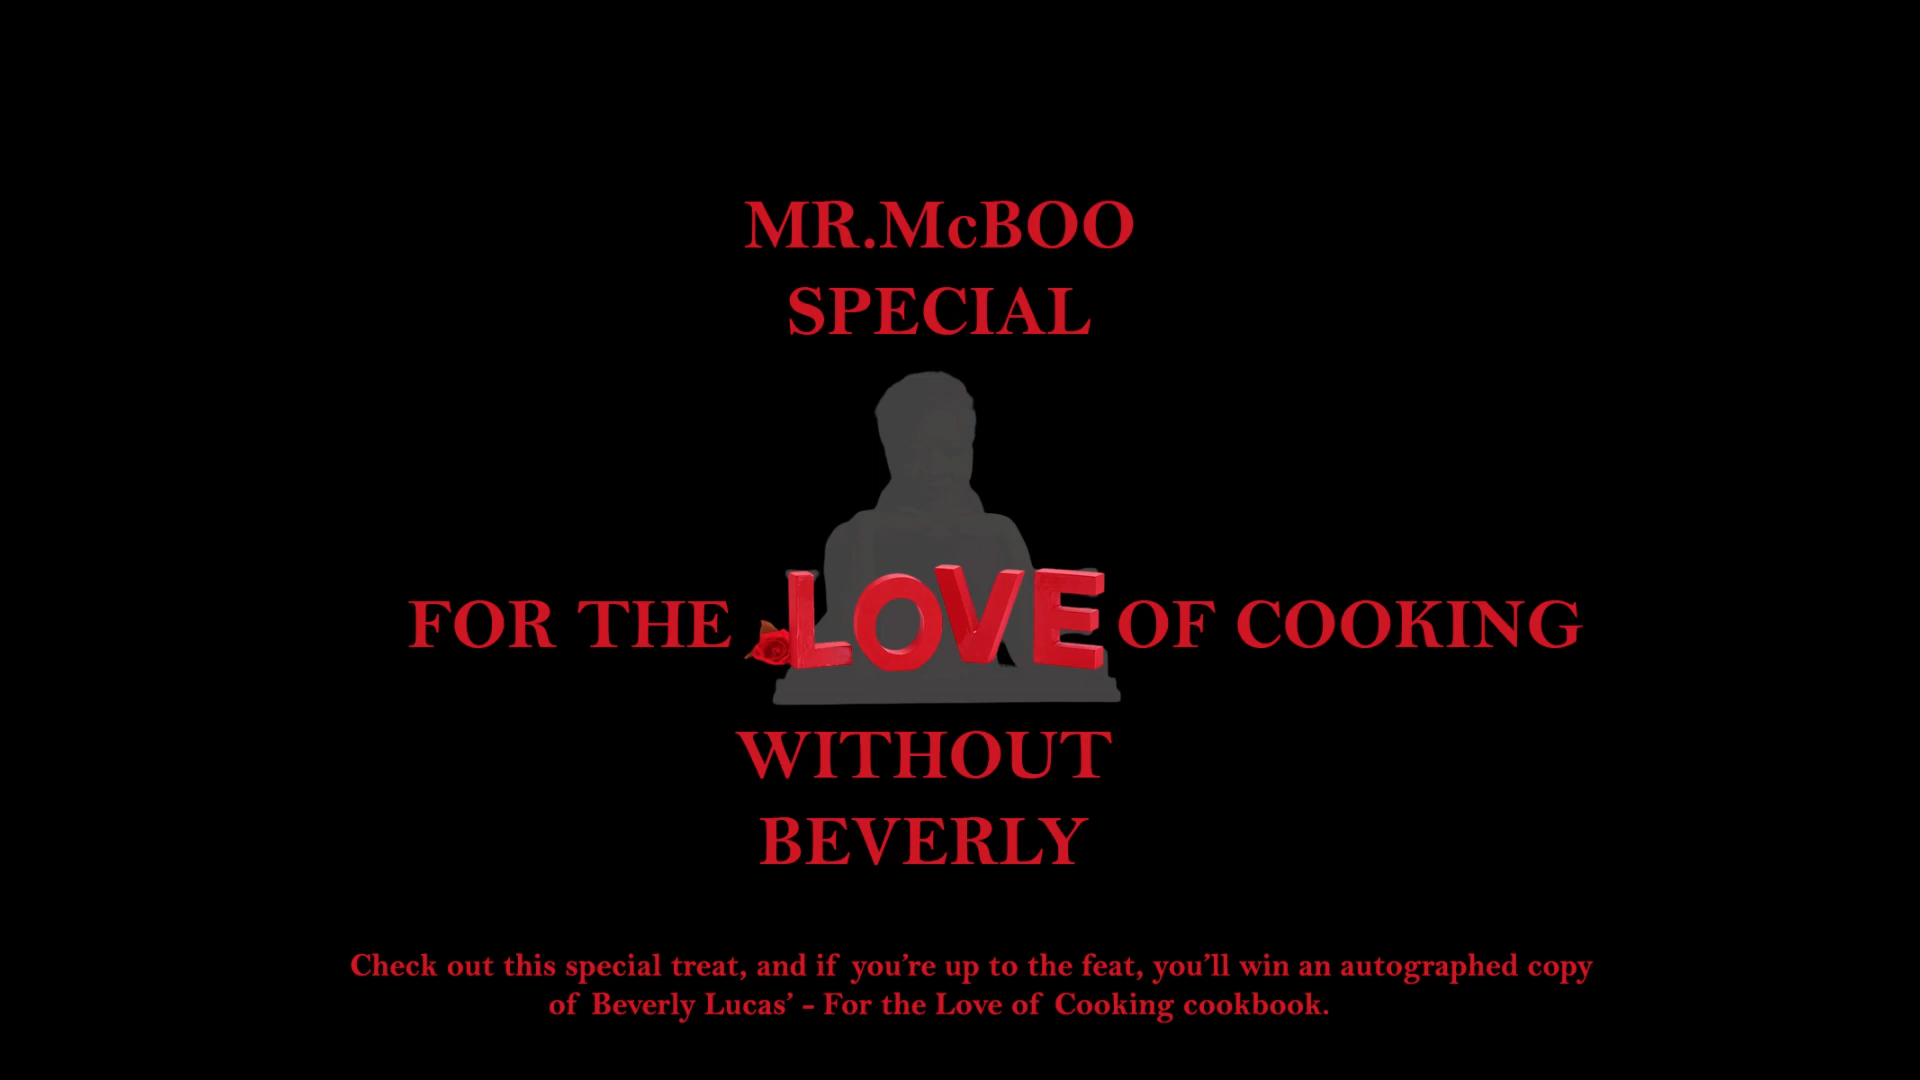 MR.McBOO
SPECIAL
FOR THE LOVE OF COOKING
WITHOUT
BEVERLY
Check out this special treat, and if you’re up to the feat, you’ll win an autographed copy
of Beverly Lucas’ - For the Love of Cooking cookbook.